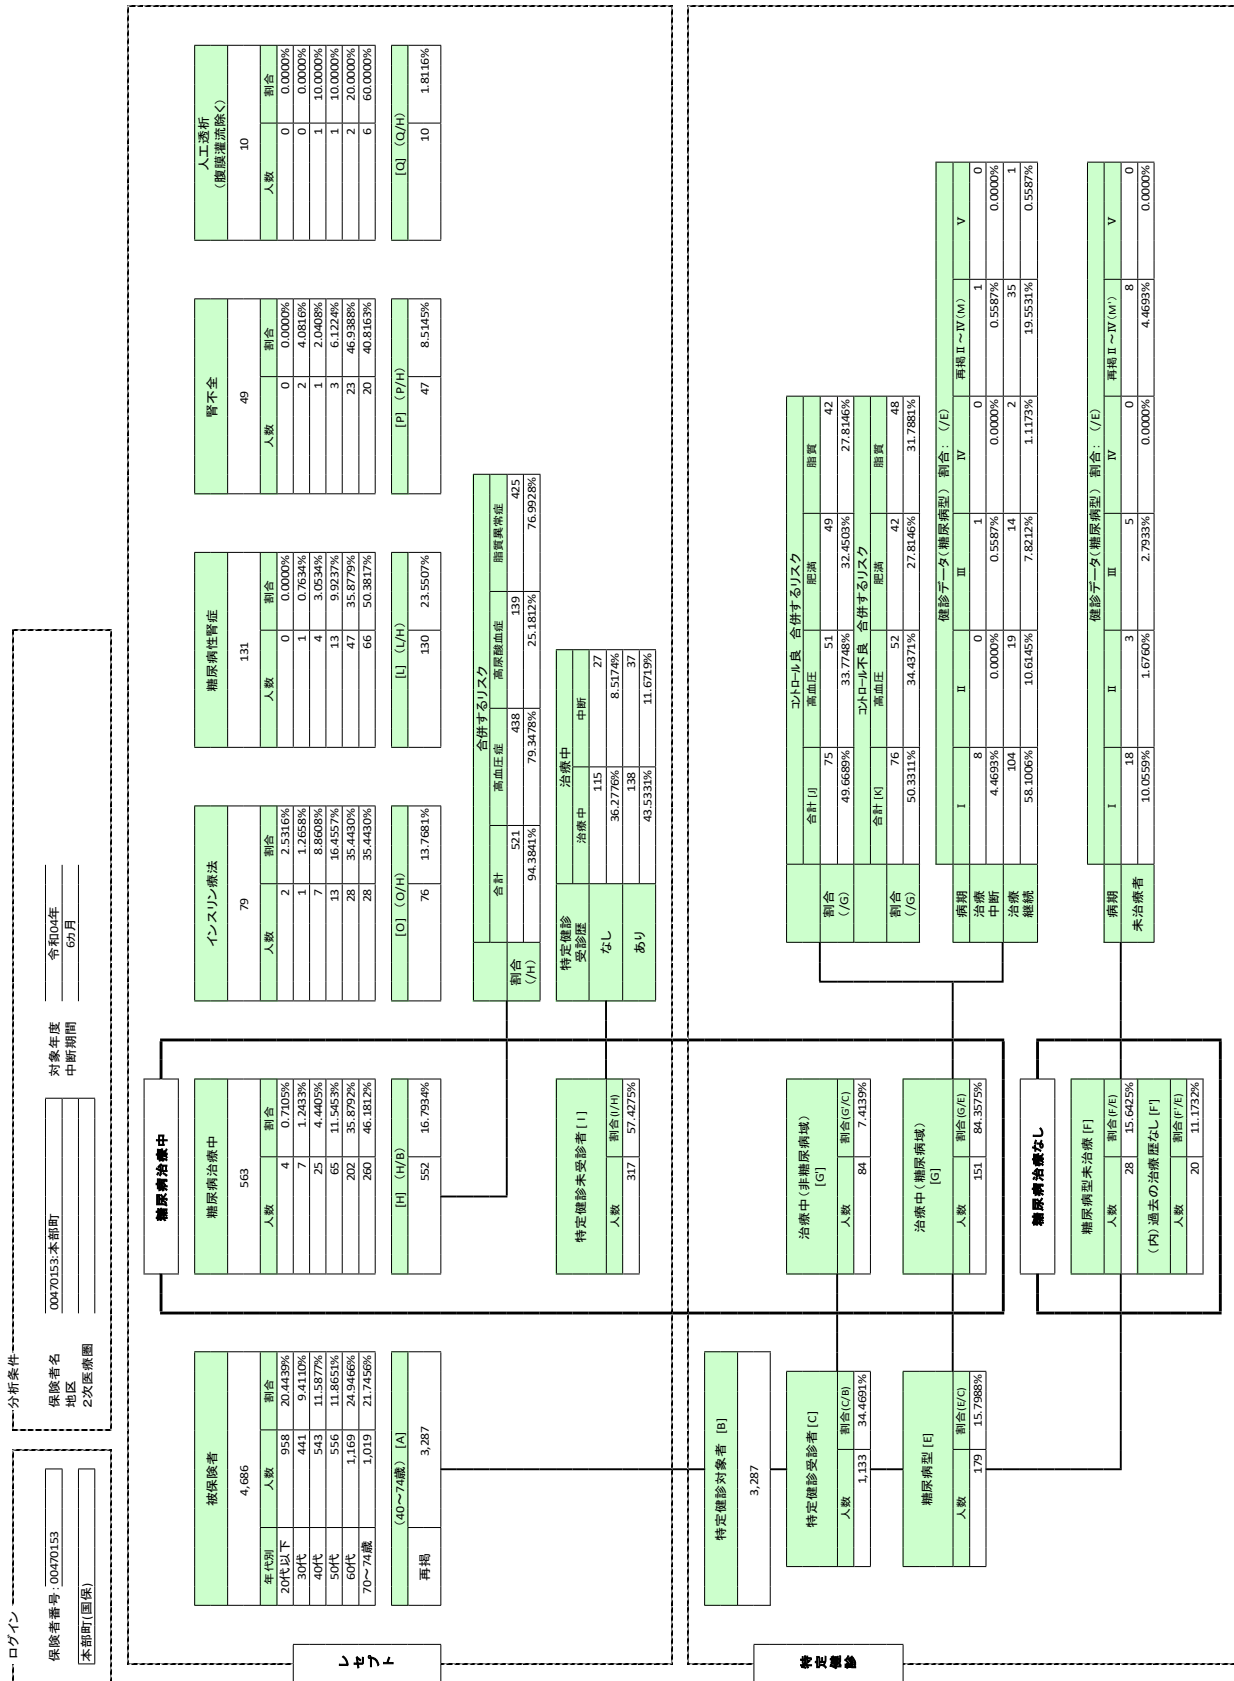 ログイン
保険者番号: 00470153
本部町(国保)
分析条件
保険者名 00470153:本部町
地区
2次医療圏
対象年度 令和04年
中断期間 6カ月
レセプト
被保険者
4,686
年代別 人数 割合
20代以下 958 20.4439%
30代 441 9.4110%
40代 543 11.5877%
50代 556 11.8651%
60代 1,169 24.9466%
70～74歳 1,019 21.7456%
(40～74歳) [A]
再掲 3,287
糖尿病治療中
糖尿病治療中
563
人数 割合
4 0.7105%
7 1.2433%
25 4.4405%
65 11.5453%
202 35.8792%
260 46.1812%
[H] (H/B)
552 16.7934%
インスリン療法
79
人数 割合
2 2.5316%
1 1.2658%
7 8.8608%
13 16.4557%
28 35.4430%
28 35.4430%
[O] (O/H)
76 13.7681%
糖尿病性腎症
131
人数 割合
0 0.0000%
1 0.7634%
4 3.0534%
13 9.9237%
47 35.8779%
66 50.3817%
[L] (L/H)
130 23.5507%
腎不全
49
人数 割合
0 0.0000%
2 4.0816%
1 2.0408%
3 6.1224%
23 46.9388%
20 40.8163%
[P] (P/H)
47 8.5145%
人工透析
(腹膜灌流除く)
10
人数 割合
0 0.0000%
0 0.0000%
1 10.0000%
1 10.0000%
2 20.0000%
6 60.0000%
[Q] (Q/H)
10 1.8116%
合併するリスク
合計 高血圧症 高尿酸血症 脂質異常症
割合
(/H)
521 438 139 425
94.3841% 79.3478% 25.1812% 76.9928%
特定健診未受診者 [ I ]
人数 割合(I/H)
317 57.4275%
特定健診
受診歴
治療中
治療中 中断
なし 115 27
36.2776% 8.5174%
あり 138 37
43.5331% 11.6719%
特定健診
特定健診対象者 [B]
3,287
特定健診受診者 [C]
人数 割合(C/B)
1,133 34.4691%
糖尿病型 [E]
人数 割合(E/C)
179 15.7988%
治療中(非糖尿病域)
[G']
人数 割合(G'/C)
84 7.4139%
治療中(糖尿病域)
[G]
人数 割合(G/E)
151 84.3575%
コントロール良 合併するリスク
合計 [J] 高血圧 肥満 脂質
割合
(/G)
75 51 49 42
49.6689% 33.7748% 32.4503% 27.8146%
コントロール不良 合併するリスク
合計 [K] 高血圧 肥満 脂質
割合
(/G)
76 52 42 48
50.3311% 34.4371% 27.8146% 31.7881%
健診データ(糖尿病型) 割合: (/E)
病期 Ⅰ Ⅱ Ⅲ Ⅳ 再掲Ⅱ～Ⅳ(M) Ⅴ
治療
中断
8 0 1 0 1 0
4.4693% 0.0000% 0.5587% 0.0000% 0.5587% 0.0000%
治療
継続
104 19 14 2 35 1
58.1006% 10.6145% 7.8212% 1.1173% 19.5531% 0.5587%
糖尿病治療なし
糖尿病型未治療 [F]
人数 割合(F/E)
28 15.6425%
(内)過去の治療歴なし [F']
人数 割合(F'/E)
20 11.1732%
健診データ(糖尿病型) 割合: (/E)
病期 Ⅰ Ⅱ Ⅲ Ⅳ 再掲Ⅱ～Ⅳ(M') Ⅴ
未治療者
18 3 5 0 8 0
10.0559% 1.6760% 2.7933% 0.0000% 4.4693% 0.0000%